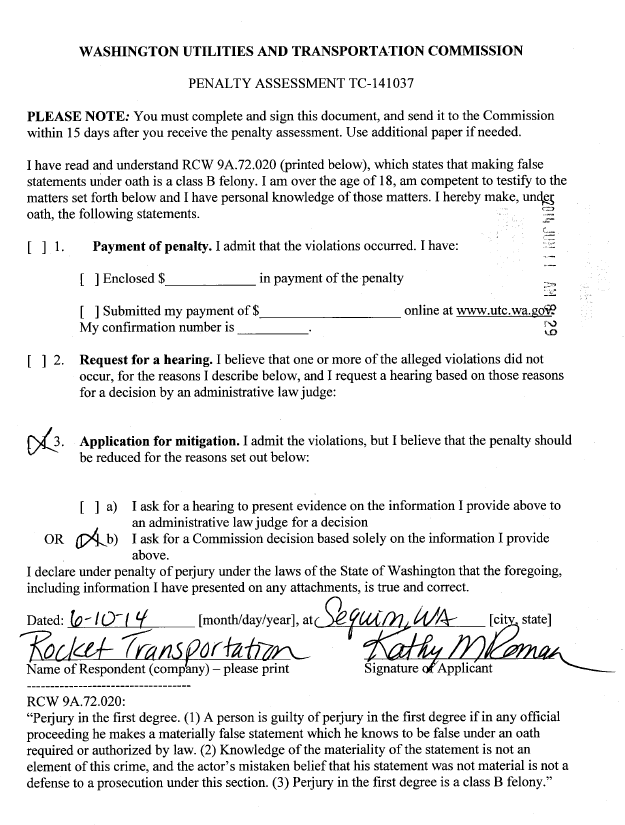 WASHINGTON UTILITIES AND TRANSPORTATION COMMISSION
PENALTY ASSESSMENT TC-141037
PLEASE NOTE: You must complete and sign this document, and send it to the Commission
within 15 days after you receive the penalty assessment. Use additional paper if needed.
I have read and understand RCW 9A.72.020 (printed below), which states that making false
statements under oath is a class B felony. I am over the age of 18, am competent to testify to the
matters set forth below and I have personal knowledge of those matters. I hereby make, under
oath, the following statements.
[ ] 1. Payment of penalty. I admit that the violations occurred. I have:
[ ] Enclosed $____________ in payment of the penalty
[ ] Submitted my payment of $____________________ online at www.utc.wa.gov.
My confirmation number is __________.
[ ] 2. Request for a hearing. I believe that one or more of the alleged violations did not
occur, for the reasons I describe below, and I request a hearing based on those reasons
for a decision by an administrative law judge:
[X] 3. Application for mitigation. I admit the violations, but I believe that the penalty should
be reduced for the reasons set out below:
[ ] a) I ask for a hearing to present evidence on the information I provide above to
an administrative law judge for a decision
OR [X] b) I ask for a Commission decision based solely on the information I provide
above.
I declare under penalty of perjury under the laws of the State of Washington that the foregoing,
including information I have presented on any attachments, is true and correct.
Dated: 6-10-14 [month/day/year], at Sequim, WA [city, state]
Rocket Transportation Kathy M Roman
Name of Respondent (company) – please print Signature of Applicant
-----------------------------------
RCW 9A.72.020:
“Perjury in the first degree. (1) A person is guilty of perjury in the first degree if in any official
proceeding he makes a materially false statement which he knows to be false under an oath
required or authorized by law. (2) Knowledge of the materiality of the statement is not an
element of this crime, and the actor's mistaken belief that his statement was not material is not a
defense to a prosecution under this section. (3) Perjury in the first degree is a class B felony.”
2014 JUN 11 AM 8:29